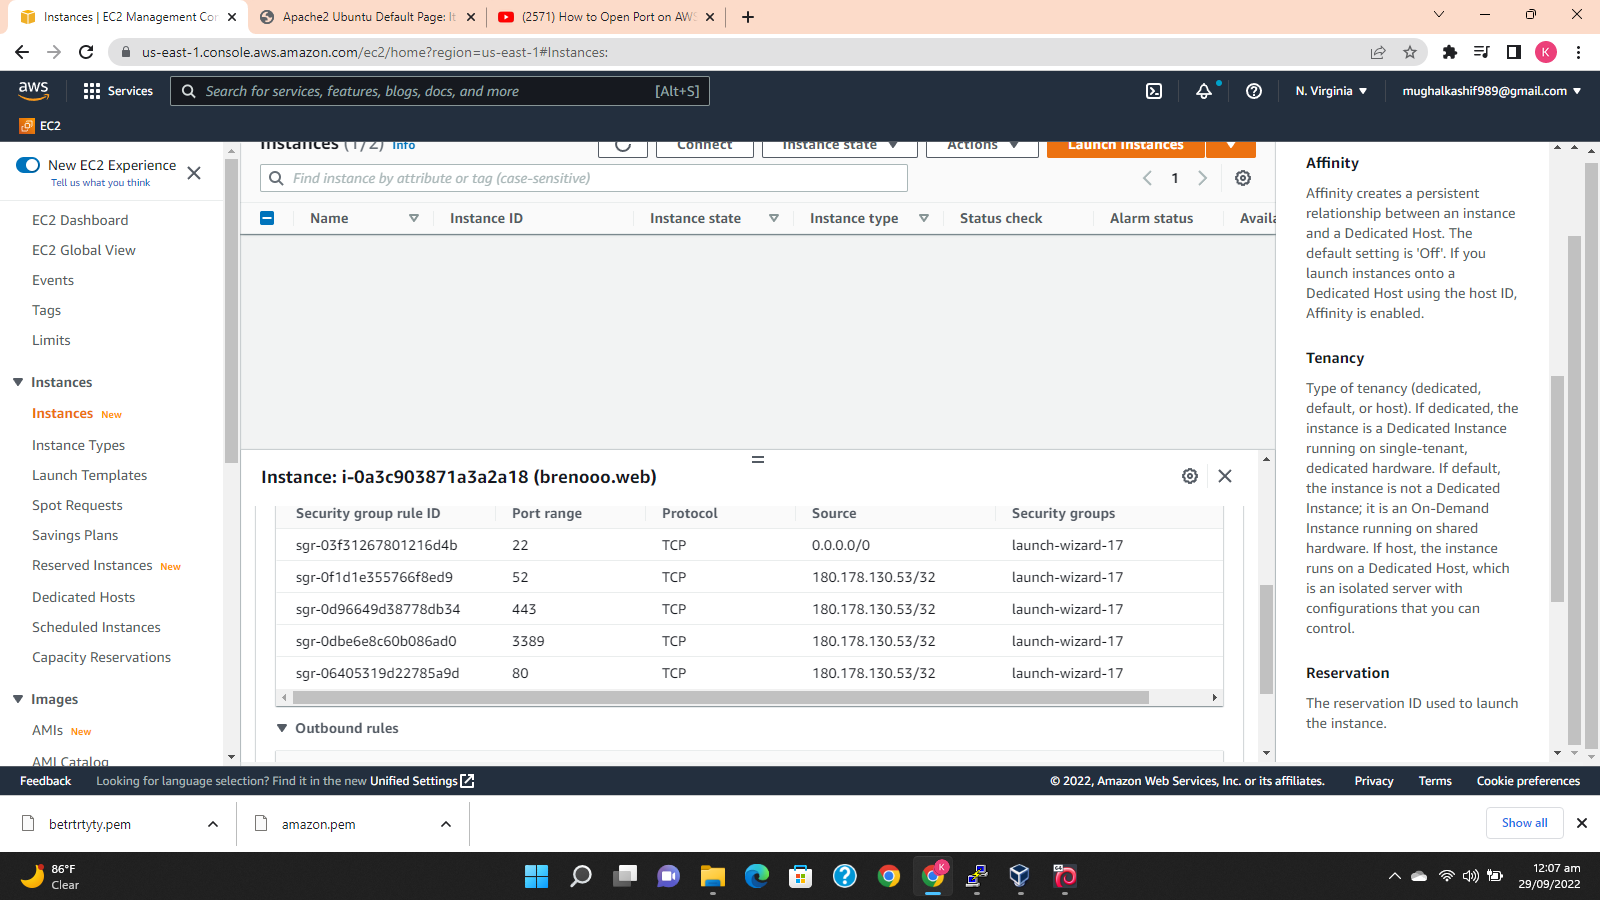 Instances | EC2 Management Con
Apache2 Ubuntu Default Page: It
(2571) How to Open Port on AWS
us-east-1.console.aws.amazon.com/ec2/home?region=us-east-1#Instances:
K
aws
Services
Search for services, features, blogs, docs, and more
[Alt+S]
N. Virginia
mughalkashif989@gmail.com
EC2
New EC2 Experience
Tell us what you think
EC2 Dashboard
EC2 Global View
Events
Tags
Limits
Instances
Instances New
Instance Types
Launch Templates
Spot Requests
Savings Plans
Reserved Instances New
Dedicated Hosts
Scheduled Instances
Capacity Reservations
Images
AMIs New
AMI Catalog
Instances (1/2) Info
Connect
Instance state
Actions
Launch instances
Find instance by attribute or tag (case-sensitive)
1
Name Instance ID Instance state Instance type Status check Alarm status Availa
Instance: i-0a3c903871a3a2a18 (brenooo.web)
Security group rule ID Port range Protocol Source Security groups
sgr-03f31267801216d4b 22 TCP 0.0.0.0/0 launch-wizard-17
sgr-0f1d1e355766f8ed9 52 TCP 180.178.130.53/32 launch-wizard-17
sgr-0d96649d38778db34 443 TCP 180.178.130.53/32 launch-wizard-17
sgr-0dbe6e8c60b086ad0 3389 TCP 180.178.130.53/32 launch-wizard-17
sgr-06405319d22785a9d 80 TCP 180.178.130.53/32 launch-wizard-17
Outbound rules
Affinity
Affinity creates a persistent
relationship between an instance
and a Dedicated Host. The
default setting is 'Off'. If you
launch instances onto a
Dedicated Host using the host ID,
Affinity is enabled.
Tenancy
Type of tenancy (dedicated,
default, or host). If dedicated, the
instance is a Dedicated Instance
running on single-tenant,
dedicated hardware. If default,
the instance is not a Dedicated
Instance; it is an On-Demand
Instance running on shared
hardware. If host, the instance
runs on a Dedicated Host, which
is an isolated server with
configurations that you can
control.
Reservation
The reservation ID used to launch
the instance.
Feedback
Looking for language selection? Find it in the new Unified Settings
© 2022, Amazon Web Services, Inc. or its affiliates.
Privacy
Terms
Cookie preferences
betrtrtyty.pem
amazon.pem
Show all
86°F
Clear
K
12:07 am
29/09/2022